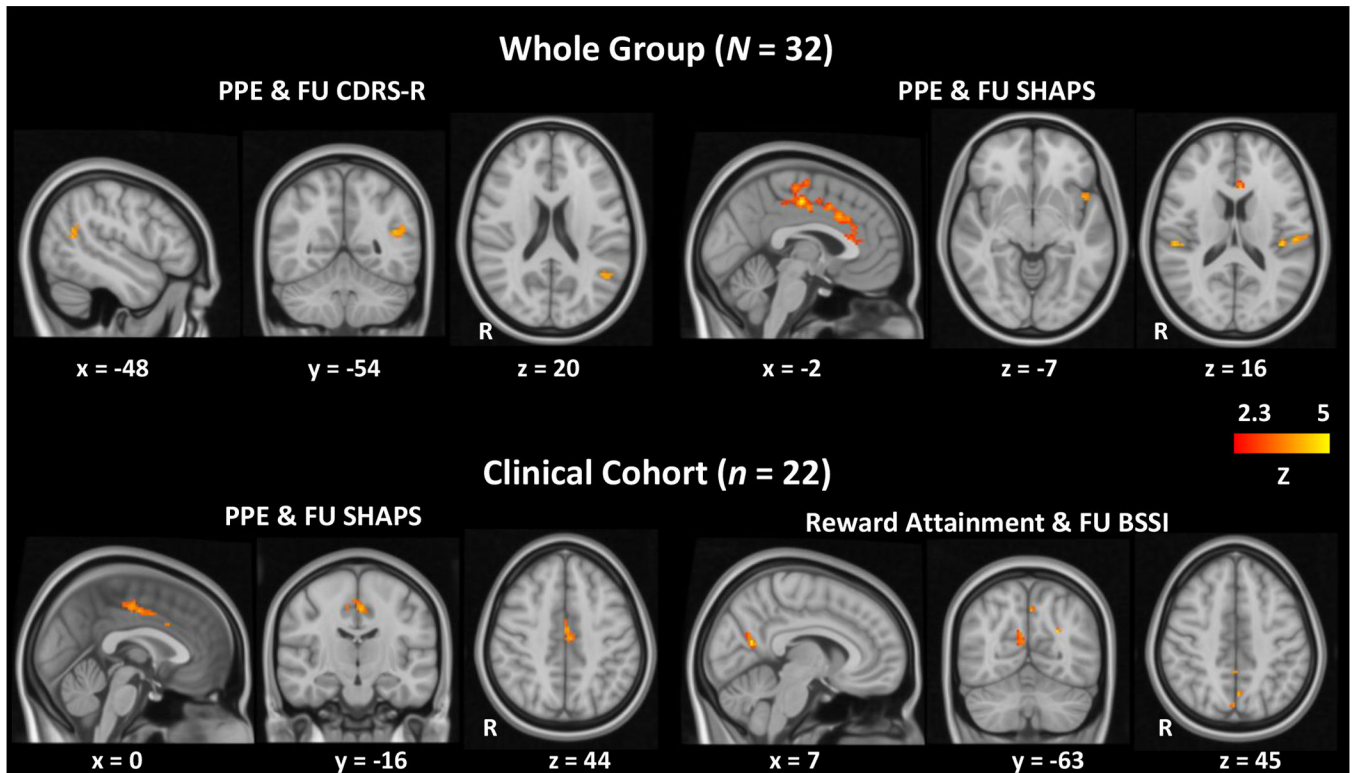 Whole Group (N = 32)
PPE & FU CDRS-R
PPE & FU SHAPS
R
R
x = -48
y = -54
z = 20
x = -2
z = -7
z = 16
2.3 5
Z
Clinical Cohort (n = 22)
PPE & FU SHAPS
Reward Attainment & FU BSSI
R
R
x = 0
y = -16
z = 44
x = 7
y = -63
z = 45